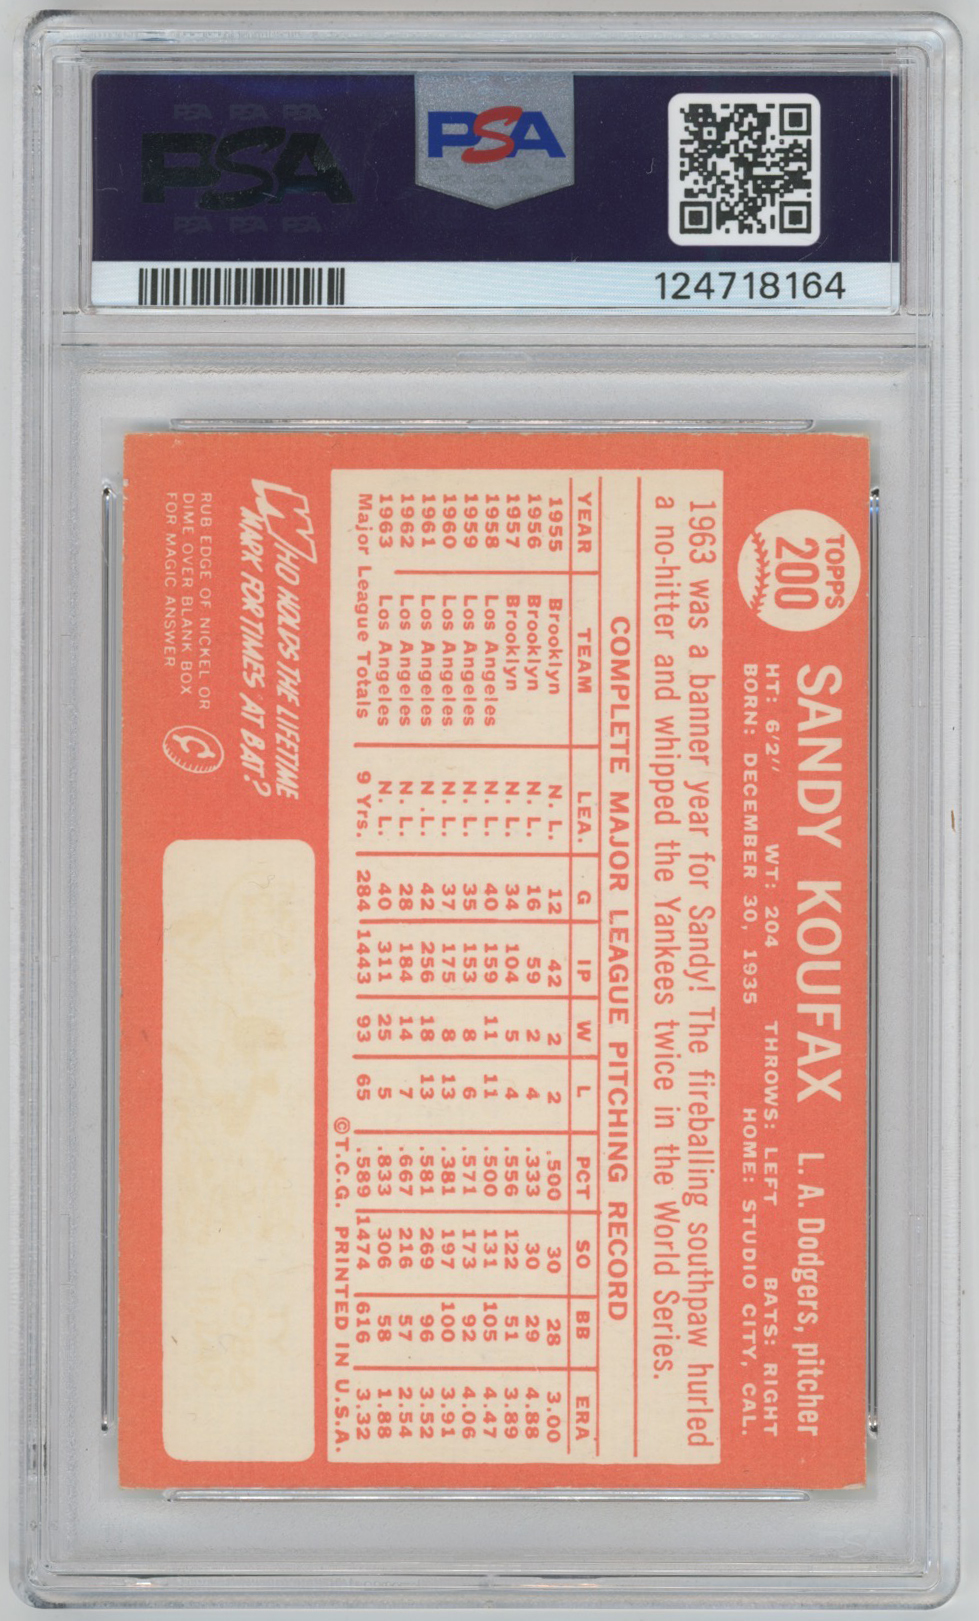 PSA PSA PSA
PSA
PSA PSA PSA
PSA
124718164
TOPPS
200
SANDY KOUFAX L. A. Dodgers, pitcher
HT: 6'2" WT: 204 THROWS: LEFT BATS: RIGHT
BORN: DECEMBER 30, 1935 HOME: STUDIO CITY, CAL.
1963 was a banner year for Sandy! The fireballing southpaw hurled
a no-hitter and whipped the Yankees twice in the World Series.
COMPLETE MAJOR LEAGUE PITCHING RECORD
YEAR TEAM LEA. G IP W L PCT SO BB ERA
1955 Brooklyn N. L. 12 42 2 2 .500 30 28 3.00
1956 Brooklyn N. L. 16 59 2 4 .333 30 29 4.88
1957 Brooklyn N. L. 34 104 5 4 .556 122 51 3.89
1958 Los Angeles N. L. 40 159 11 11 .500 131 105 4.47
1959 Los Angeles N. L. 35 153 8 6 .571 173 92 4.06
1960 Los Angeles N. L. 37 175 8 13 .381 197 100 3.91
1961 Los Angeles N. L. 42 256 18 13 .581 269 96 3.52
1962 Los Angeles N. L. 28 184 14 7 .667 216 57 2.54
1963 Los Angeles N. L. 40 311 25 5 .833 306 58 1.88
Major League Totals 9 Yrs. 284 1443 93 65 .589 1474 616 3.32
©T.C.G. PRINTED IN U.S.A.
WHO HOLDS THE LIFETIME
MARK FOR TIMES AT BAT?
RUB EDGE OF NICKEL OR
DIME OVER BLANK BOX
FOR MAGIC ANSWER